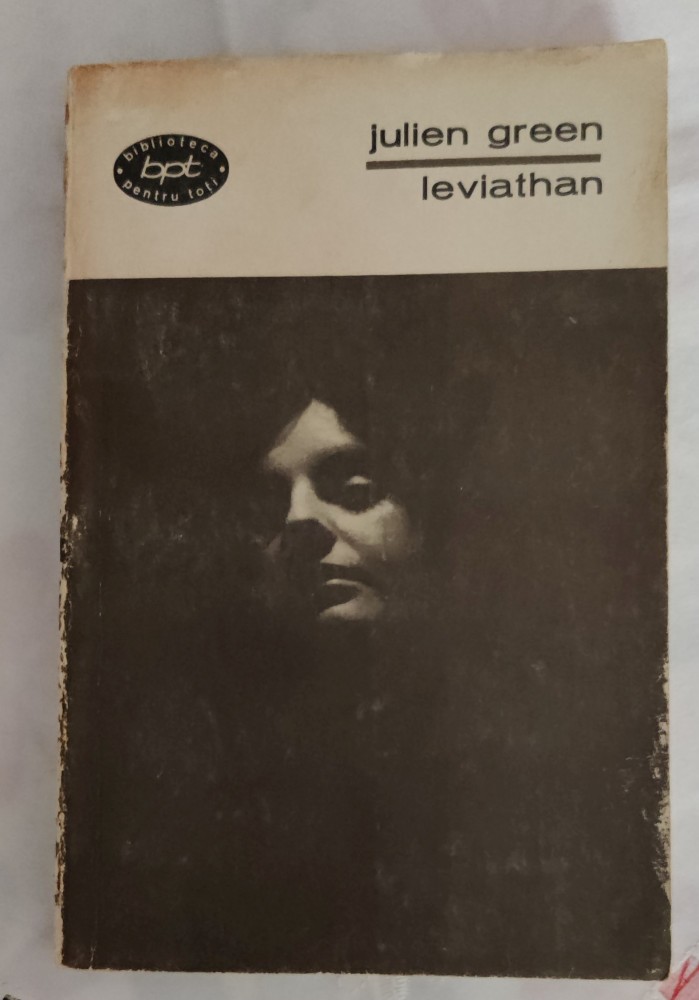 biblioteca
bpt
pentru toți
julien green
leviathan